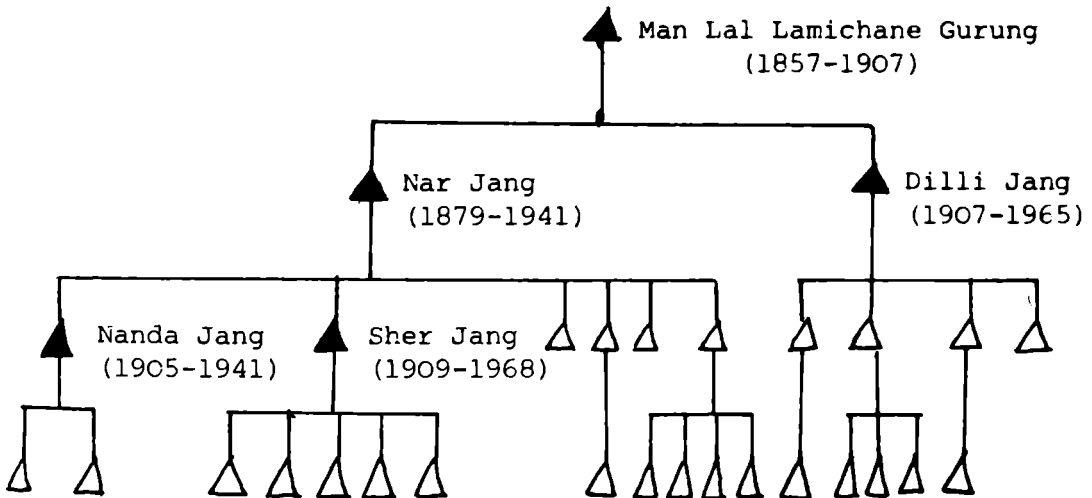 Man Lal Lamichane Gurung
(1857-1907)
Nar Jang
(1879-1941)
Dilli Jang
(1907-1965)
Nanda Jang
(1905-1941)
Sher Jang
(1909-1968)